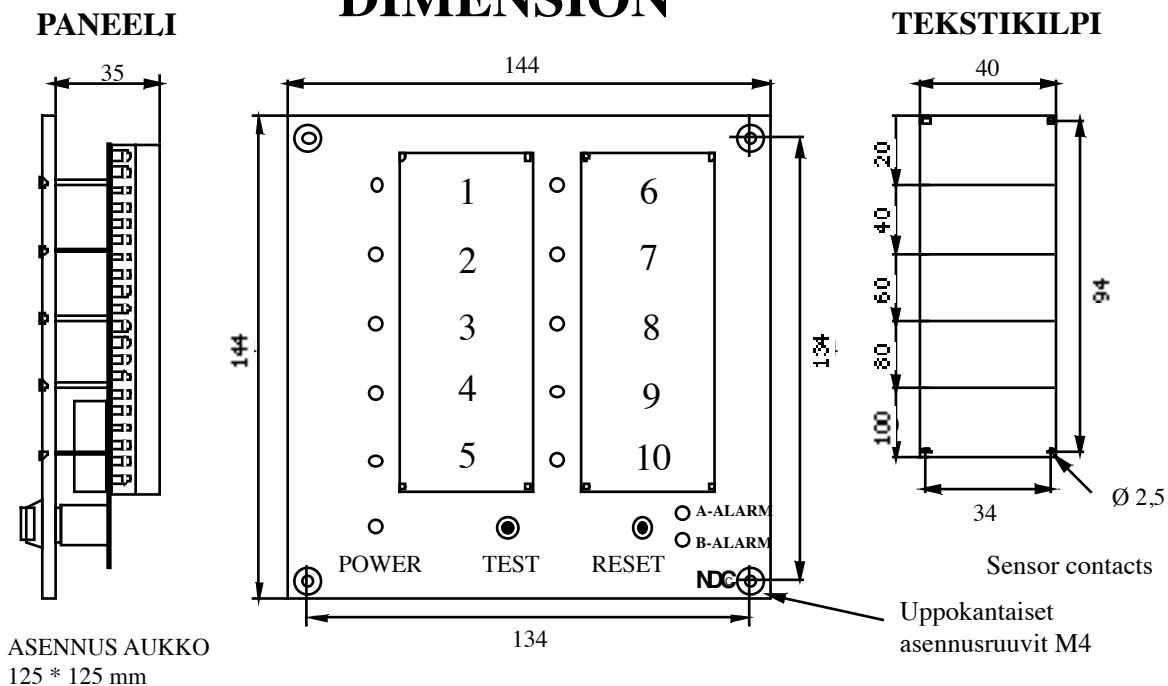 DIMENSION
PANEELI
TEKSTIKILPI
35
144
40
144
134
1
2
3
4
5
6
7
8
9
10
A-ALARM
B-ALARM
POWER
TEST
RESET
NDC
134
20
40
60
80
100
94
34
Ø 2,5
Sensor contacts
Uppokantaiset
asennusruuvit M4
ASENNUS AUKKO
125 * 125 mm